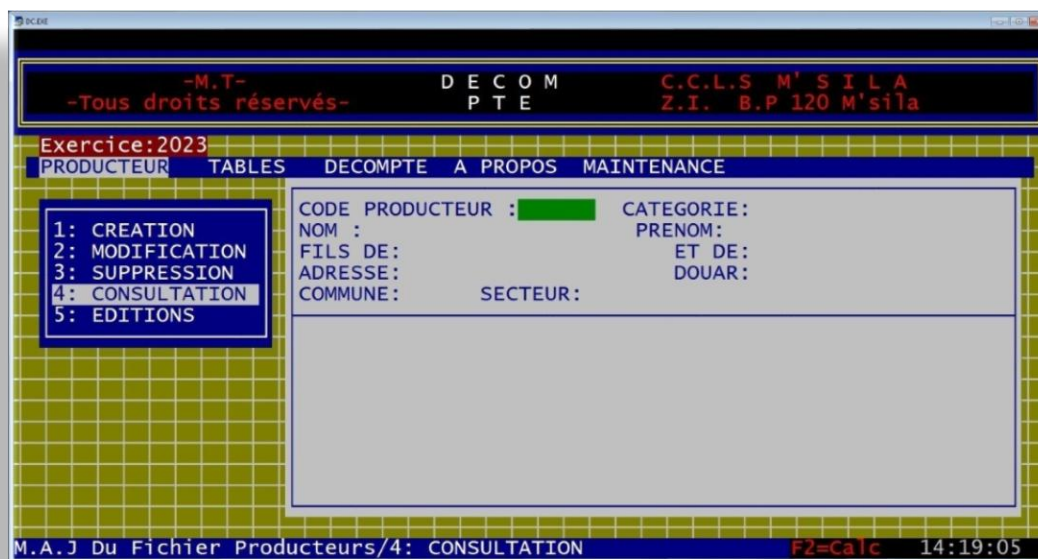 DC.EXE
-M.T- D E C O M C.C.L.S M' S I L A
-Tous droits réservés- P T E Z.I. B.P 120 M'sila
Exercice:2023
PRODUCTEUR TABLES DECOMPTE A PROPOS MAINTENANCE
1: CREATION
2: MODIFICATION
3: SUPPRESSION
4: CONSULTATION
5: EDITIONS
CODE PRODUCTEUR : CATEGORIE:
NOM : PRENOM:
FILS DE: ET DE:
ADRESSE: DOUAR:
COMMUNE: SECTEUR:
M.A.J Du Fichier Producteurs/4: CONSULTATION F2=Calc 14:19:05